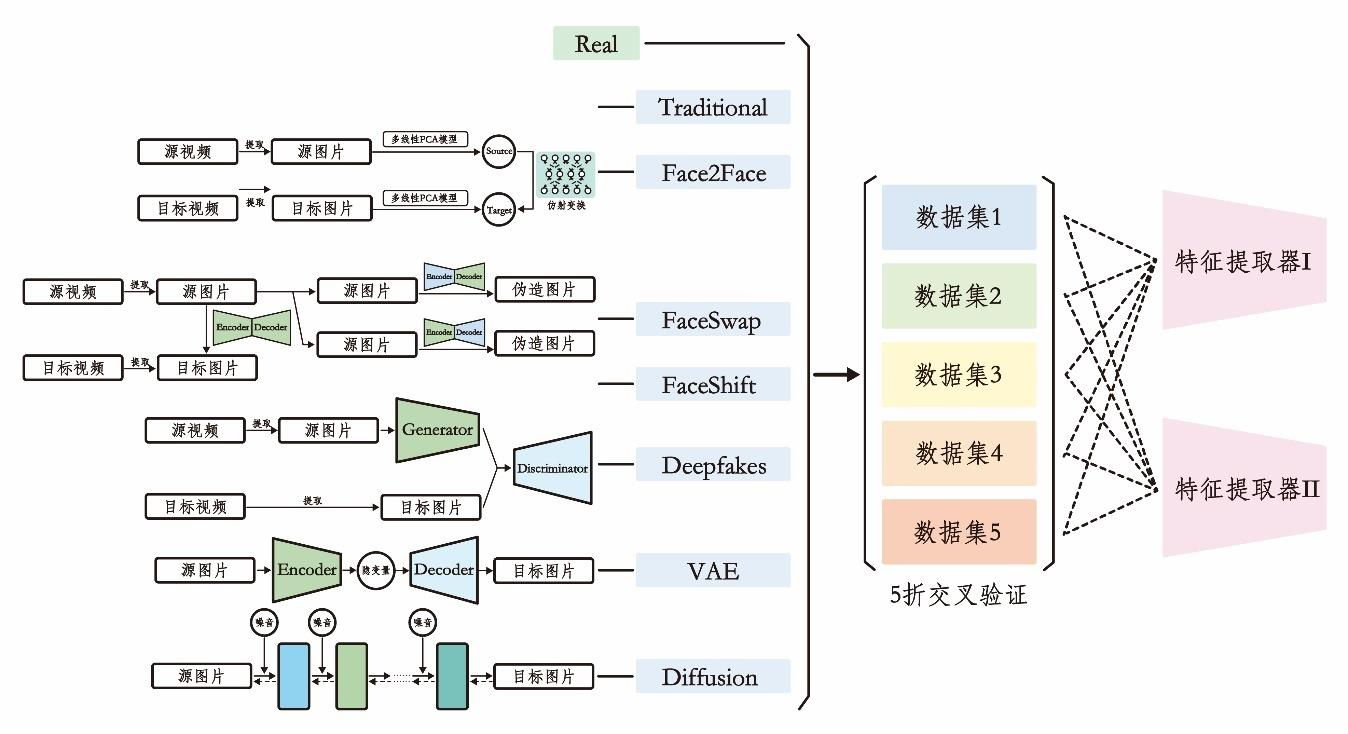 Real
Traditional
源视频
提取
源图片
多线性PCA模型
Source
Face2Face
目标视频
提取
目标图片
多线性PCA模型
Target
仿射变换
源视频
提取
源图片
源图片
Encoder
Decoder
伪造图片
Encoder
Decoder
FaceSwap
源图片
Encoder
Decoder
伪造图片
目标视频
提取
目标图片
FaceShift
源视频
提取
源图片
Generator
Discriminator
Deepfakes
目标视频
提取
目标图片
源图片
Encoder
隐变量
Decoder
目标图片
VAE
噪音
噪音
噪音
源图片
目标图片
Diffusion
数据集1
数据集2
数据集3
数据集4
数据集5
5折交叉验证
特征提取器I
特征提取器II